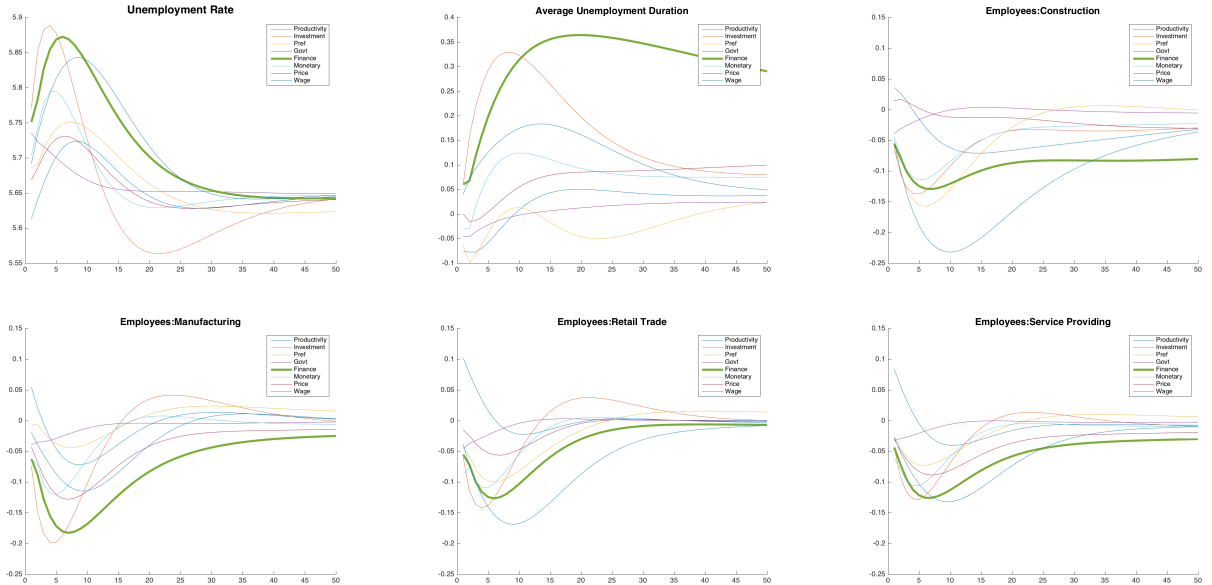 Unemployment Rate
5.9
5.85
5.8
5.75
5.7
5.65
5.6
5.55
0 5 10 15 20 25 30 35 40 45 50
Productivity
Investment
Pref
Govt
Finance
Monetary
Price
Wage
Average Unemployment Duration
0.4
0.35
0.3
0.25
0.2
0.15
0.1
0.05
0
-0.05
-0.1
0 5 10 15 20 25 30 35 40 45 50
Productivity
Investment
Pref
Govt
Finance
Monetary
Price
Wage
Employees:Construction
0.15
0.1
0.05
0
-0.05
-0.1
-0.15
-0.2
-0.25
0 5 10 15 20 25 30 35 40 45 50
Productivity
Investment
Pref
Govt
Finance
Monetary
Price
Wage
Employees:Manufacturing
0.15
0.1
0.05
0
-0.05
-0.1
-0.15
-0.2
-0.25
0 5 10 15 20 25 30 35 40 45 50
Productivity
Investment
Pref
Govt
Finance
Monetary
Price
Wage
Employees:Retail Trade
0.15
0.1
0.05
0
-0.05
-0.1
-0.15
-0.2
-0.25
0 5 10 15 20 25 30 35 40 45 50
Productivity
Investment
Pref
Govt
Finance
Monetary
Price
Wage
Employees:Service Providing
0.15
0.1
0.05
0
-0.05
-0.1
-0.15
-0.2
-0.25
0 5 10 15 20 25 30 35 40 45 50
Productivity
Investment
Pref
Govt
Finance
Monetary
Price
Wage